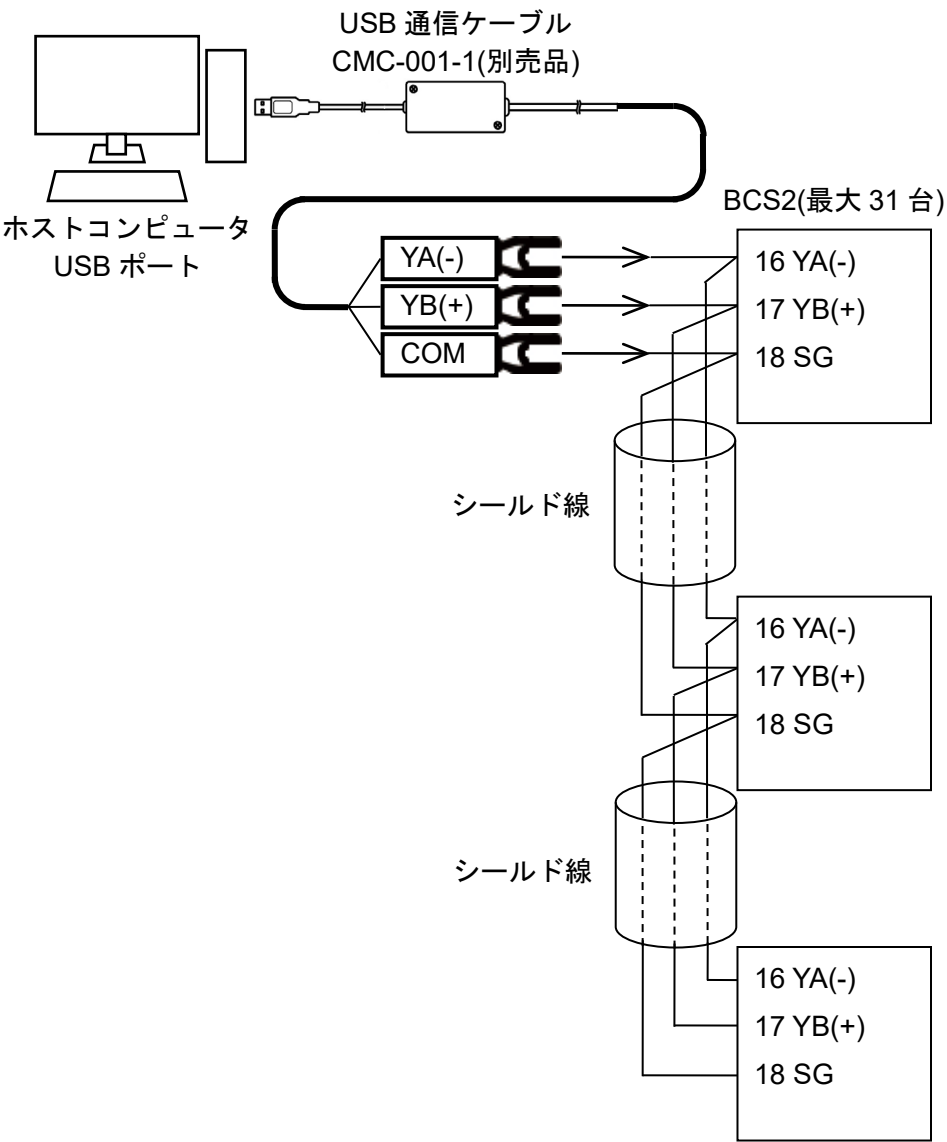 USB 通信ケーブル
CMC-001-1(別売品)
ホストコンピュータ
USB ポート
BCS2(最大 31 台)
YA(-)
YB(+)
COM
16 YA(-)
17 YB(+)
18 SG
シールド線
16 YA(-)
17 YB(+)
18 SG
シールド線
16 YA(-)
17 YB(+)
18 SG